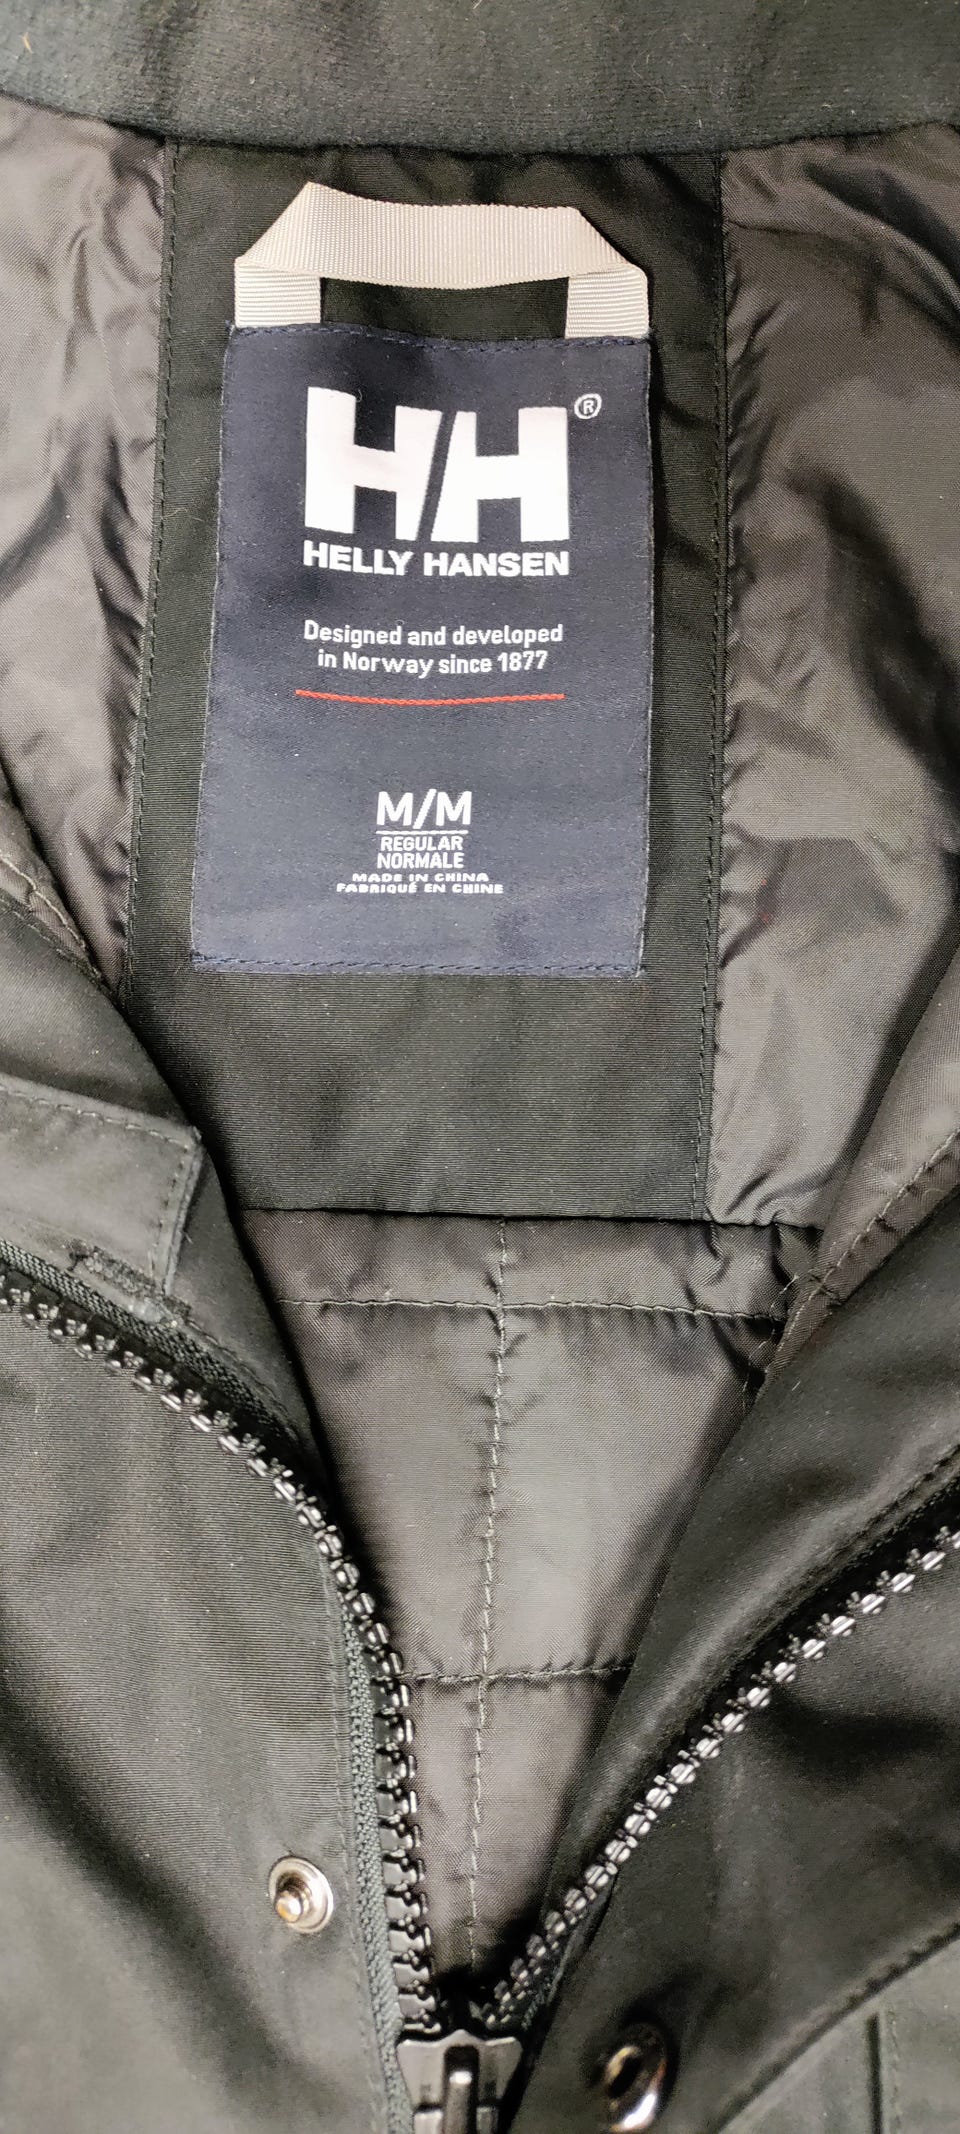 HH®
HELLY HANSEN
Designed and developed
in Norway since 1877
M/M
REGULAR
NORMALE
MADE IN CHINA
FABRIQUÉ EN CHINE